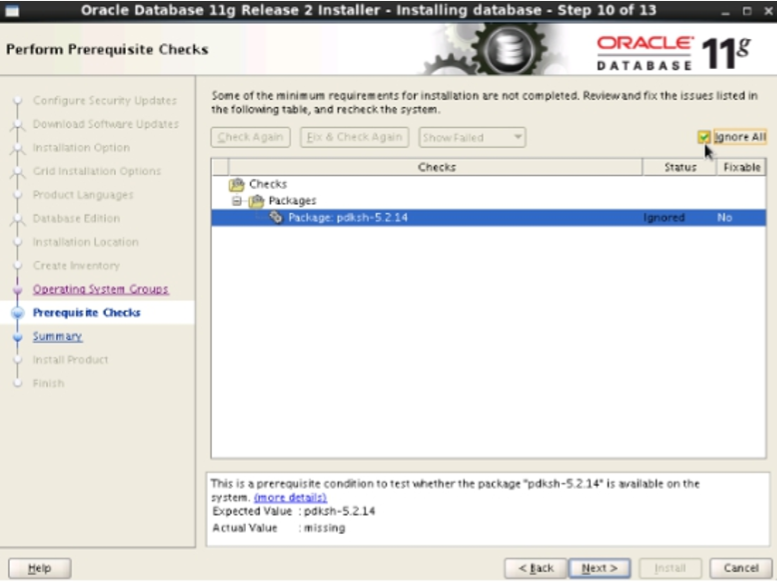 Oracle Database 11g Release 2 Installer - Installing database - Step 10 of 13
Perform Prerequisite Checks
ORACLE
DATABASE
11g
Configure Security Updates
Download Software Updates
Installation Option
Grid Installation Options
Product Languages
Database Edition
Installation Location
Create Inventory
Operating System Groups
Prerequisite Checks
Summary
Install Product
Finish
Some of the minimum requirements for installation are not completed. Review and fix the issues listed in
the following table, and recheck the system.
Check Again
Fix & Check Again
Show Failed
Ignore All
Checks Status Fixable
Checks
Packages
Package: pdksh-5.2.14 Ignored No
This is a prerequisite condition to test whether the package "pdksh-5.2.14" is available on the
system. (more details)
Expected Value : pdksh-5.2.14
Actual Value : missing
Help
< Back
Next >
Install
Cancel